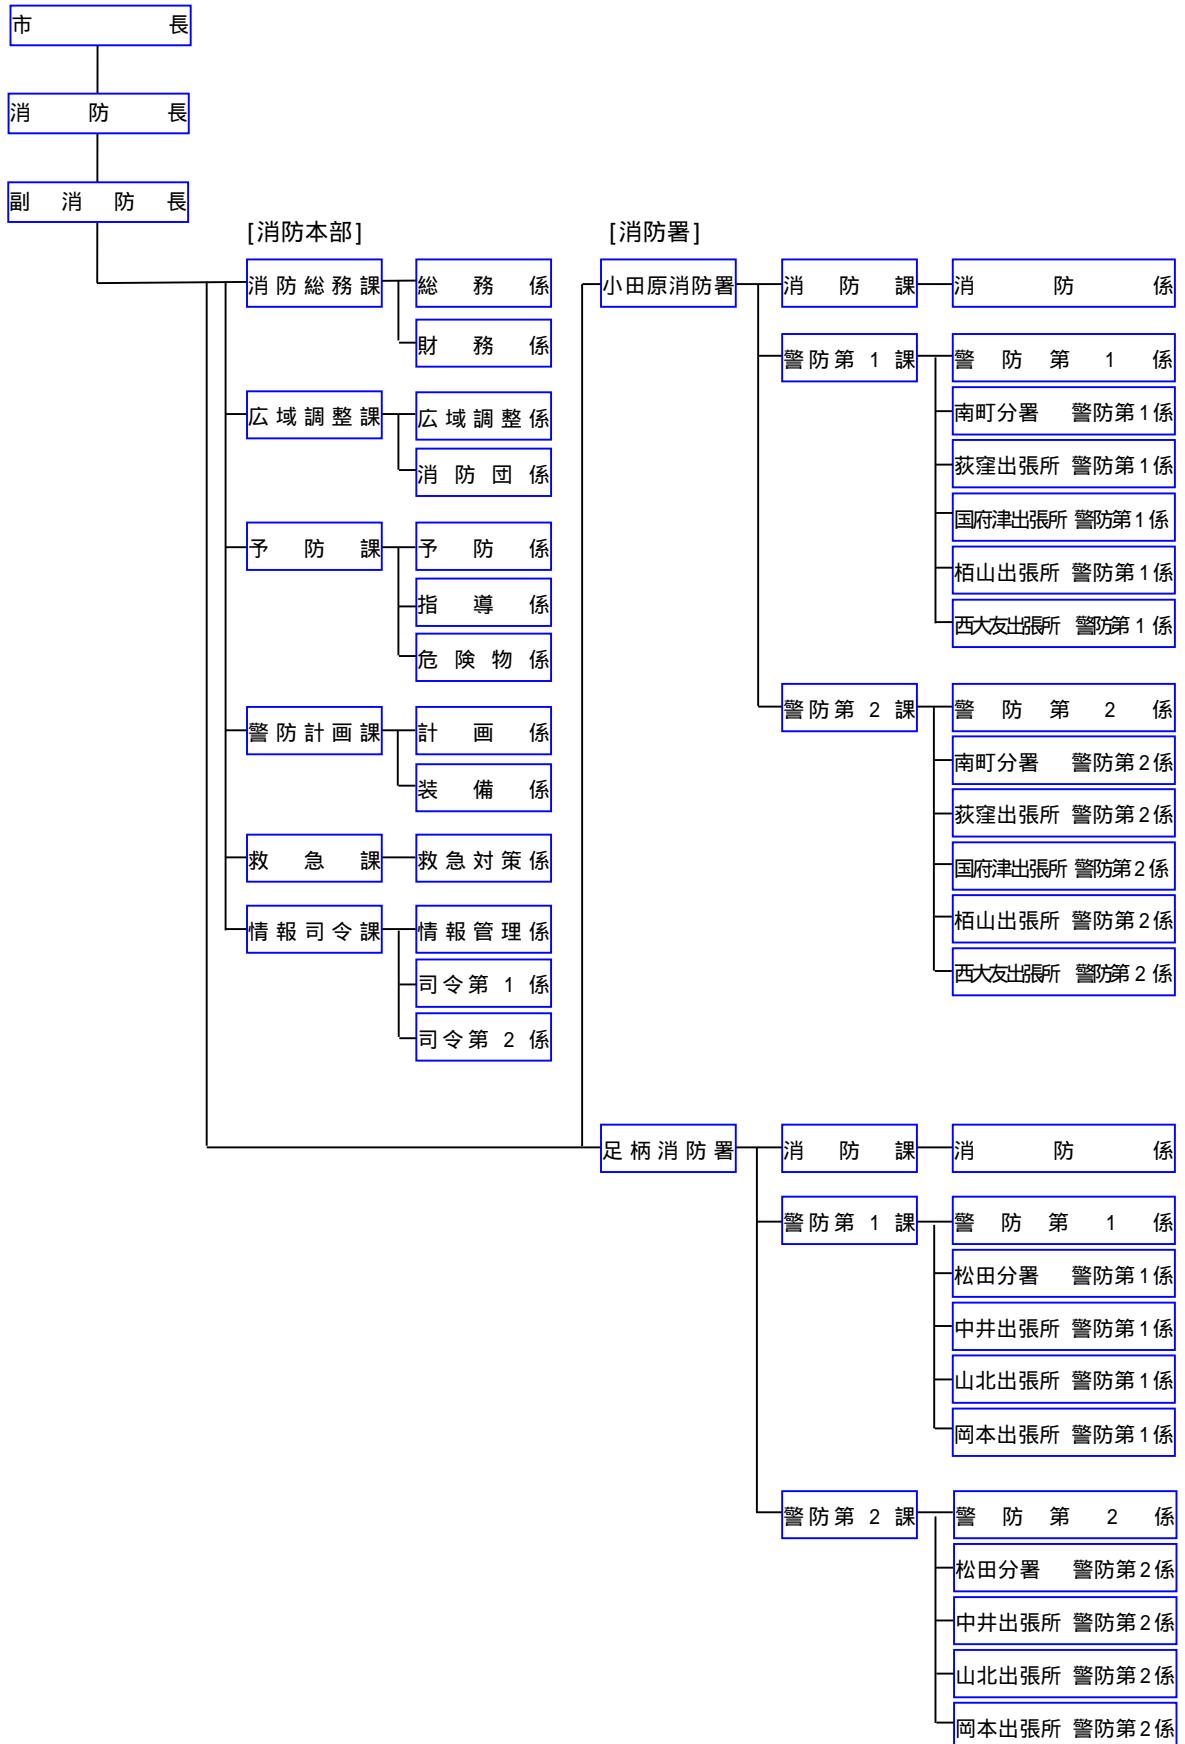 市長
消防長
副消防長
[消防本部]
消防総務課
総務係
財務係
広域調整課
広域調整係
消防団係
予防課
予防係
指導係
危険物係
警防計画課
計画係
装備係
救急課
救急対策係
情報司令課
情報管理係
司令第1係
司令第2係
[消防署]
小田原消防署
消防課
消防係
警防第1課
警防第1係
南町分署 警防第1係
荻窪出張所 警防第1係
国府津出張所 警防第1係
栢山出張所 警防第1係
西大友出張所 警防第1係
警防第2課
警防第2係
南町分署 警防第2係
荻窪出張所 警防第2係
国府津出張所 警防第2係
栢山出張所 警防第2係
西大友出張所 警防第2係
足柄消防署
消防課
消防係
警防第1課
警防第1係
松田分署 警防第1係
中井出張所 警防第1係
山北出張所 警防第1係
岡本出張所 警防第1係
警防第2課
警防第2係
松田分署 警防第2係
中井出張所 警防第2係
山北出張所 警防第2係
岡本出張所 警防第2係